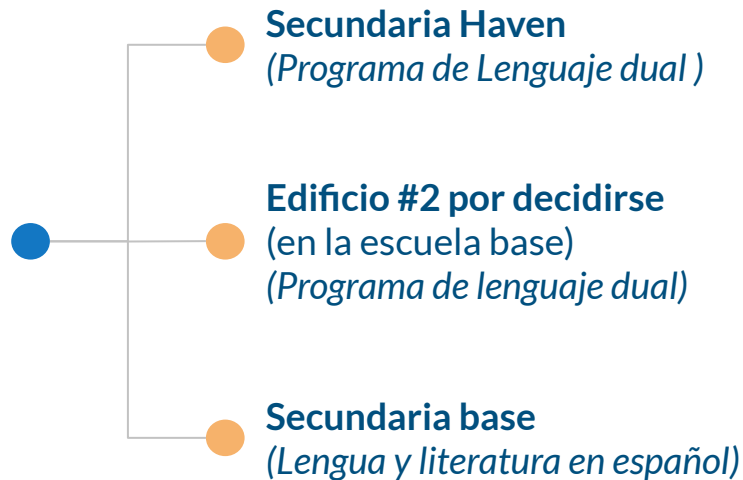 Secundaria Haven
(Programa de Lenguaje dual )
Edificio #2 por decidirse
(en la escuela base)
(Programa de lenguaje dual)
Secundaria base
(Lengua y literatura en español)